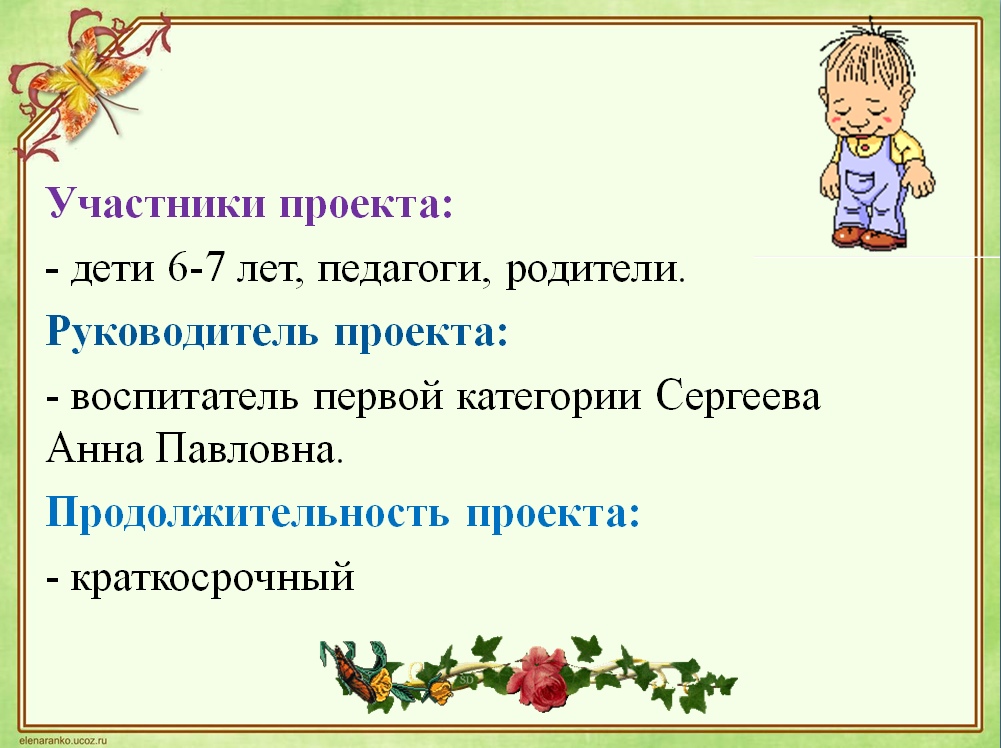 Участники проекта:
- дети 6-7 лет, педагоги, родители.
Руководитель проекта:
- воспитатель первой категории Сергеева
Анна Павловна.
Продолжительность проекта:
- краткосрочный
SD
elenaranko.ucoz.ru